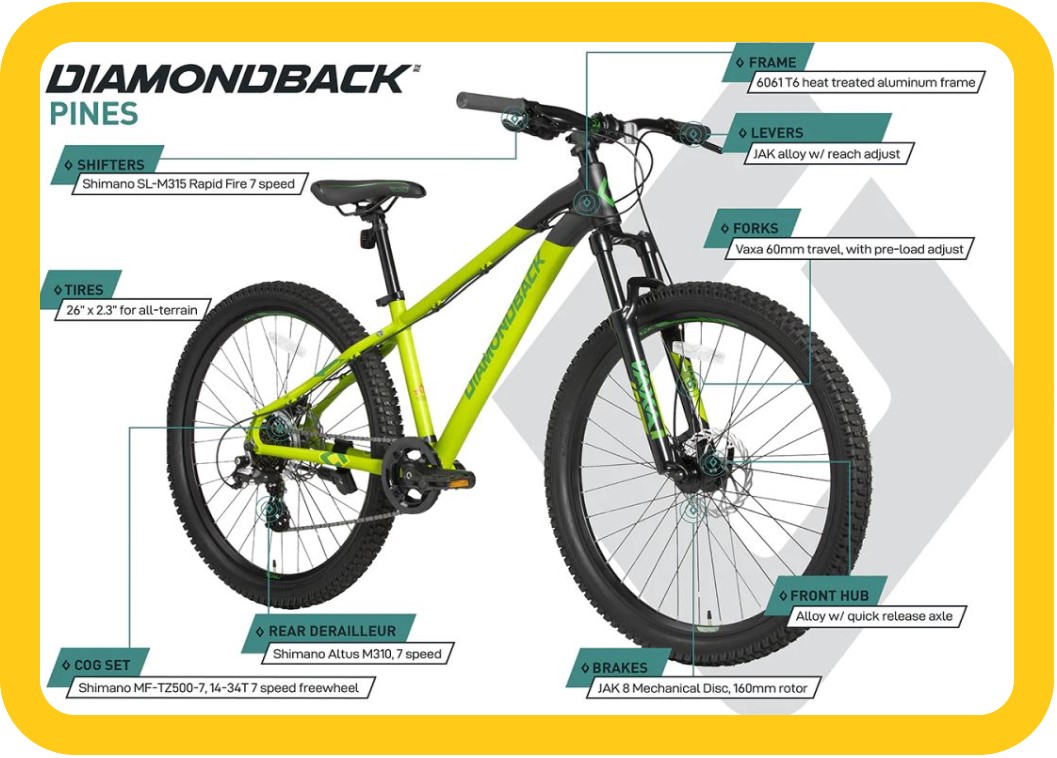 DIAMONDBACK
PINES
FRAME
6061 T6 heat treated aluminum frame
LEVERS
JAK alloy w/ reach adjust
SHIFTERS
Shimano SL-M315 Rapid Fire 7 speed
FORKS
Vaxa 60mm travel, with pre-load adjust
TIRES
26" x 2.3" for all-terrain
DIAMONDBACK
VAXA
FRONT HUB
Alloy w/ quick release axle
REAR DERAILLEUR
Shimano Altus M310, 7 speed
COG SET
Shimano MF-TZ500-7, 14-34T 7 speed freewheel
BRAKES
JAK 8 Mechanical Disc, 160mm rotor